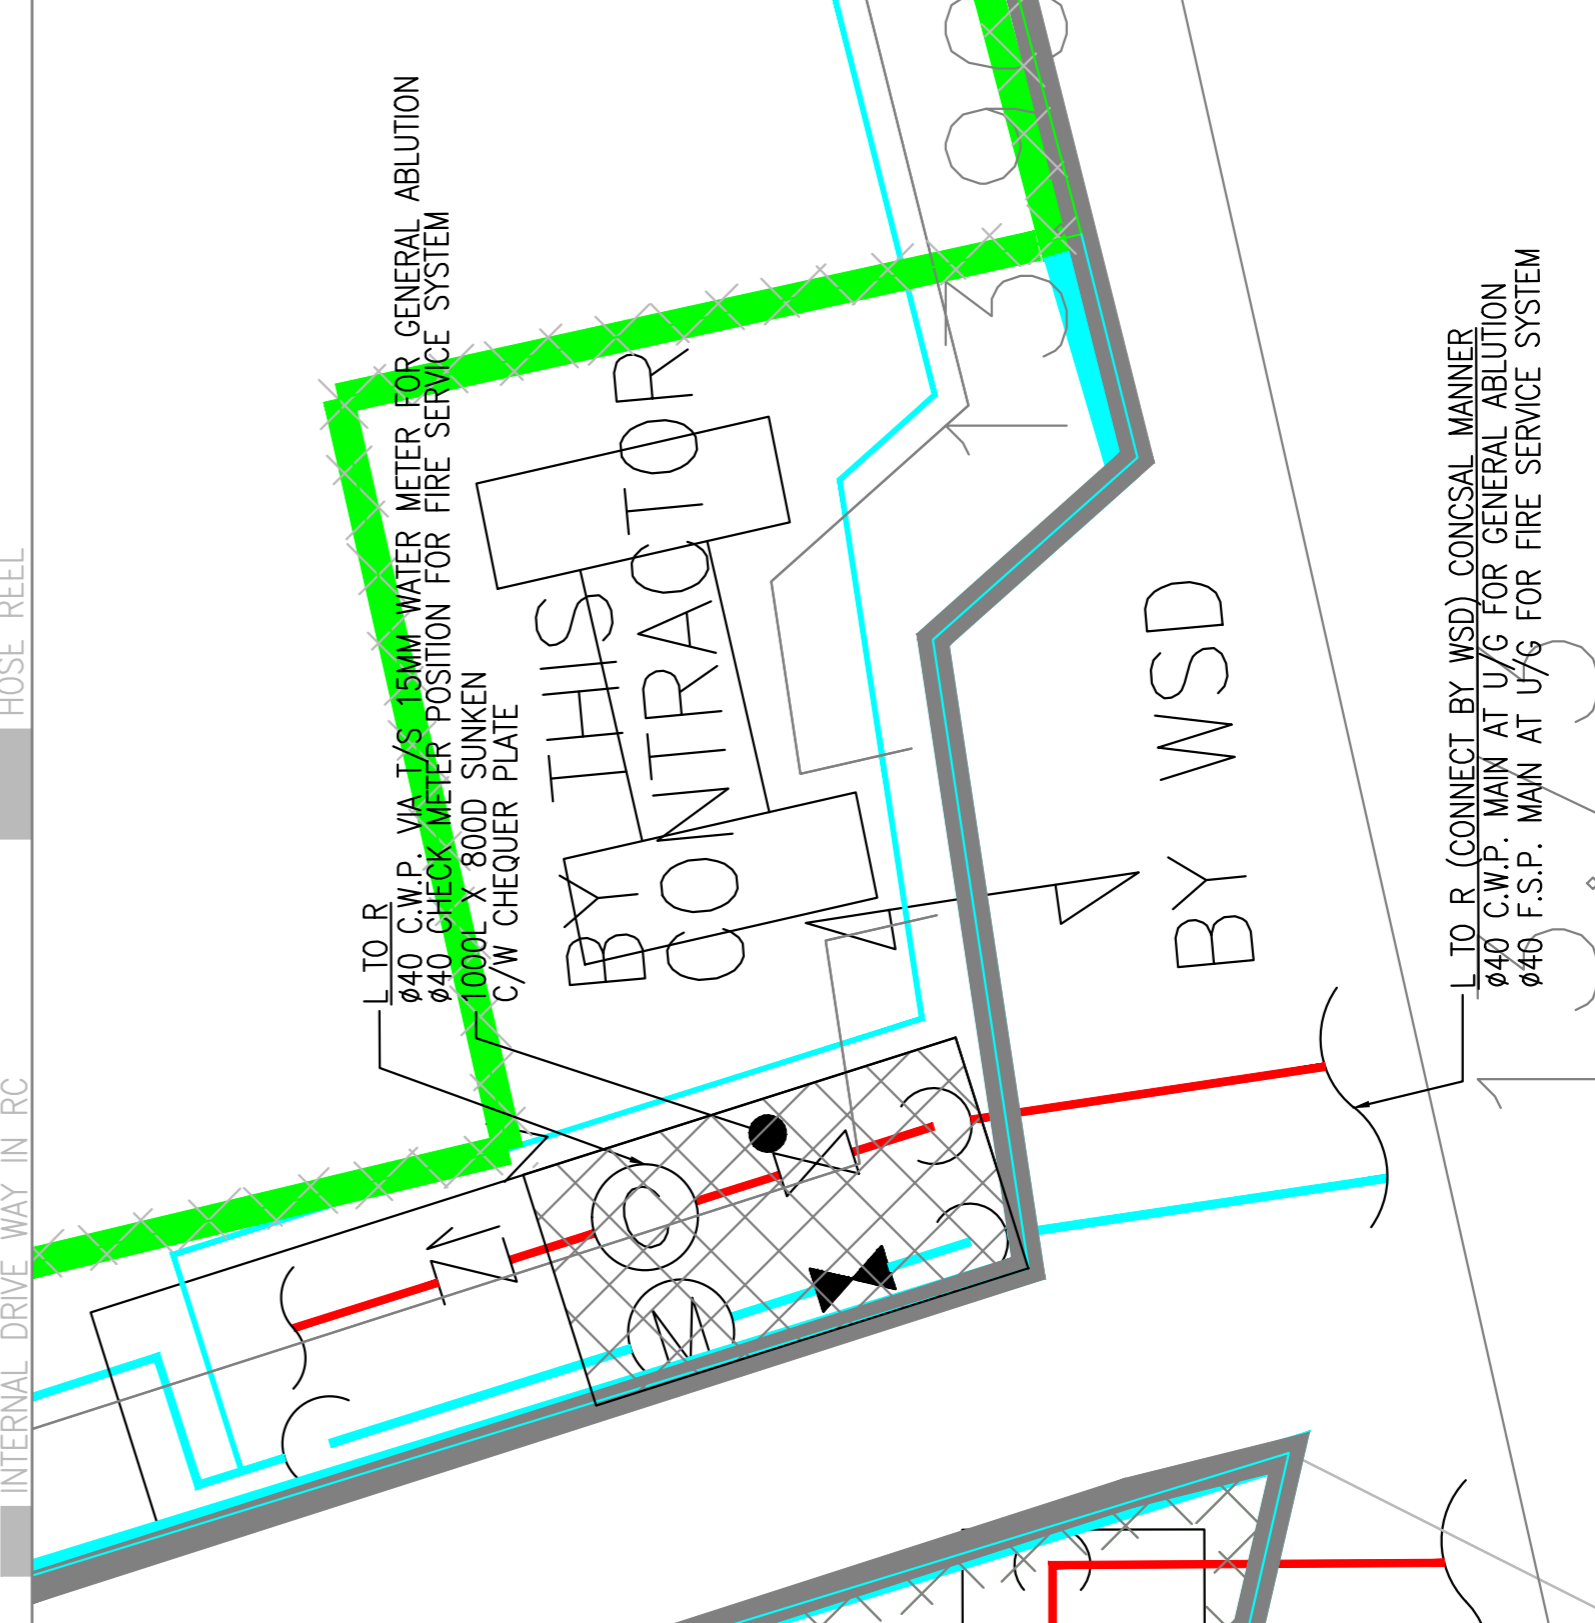 HOSE REEL
INTERNAL DRIVE WAY IN RC
L TO R
ø40 C.W.P. VIA T/S 15MM WATER METER FOR GENERAL ABLUTION
ø40 CHECK METER POSITION FOR FIRE SERVICE SYSTEM
1000L X 800D SUNKEN
C/W CHEQUER PLATE
BY THIS
CONTRACTOR
BY WSD
L TO R (CONNECT BY WSD) CONCSAL MANNER
ø40 C.W.P. MAIN AT U/G FOR GENERAL ABLUTION
ø40 F.S.P. MAIN AT U/G FOR FIRE SERVICE SYSTEM
C
M